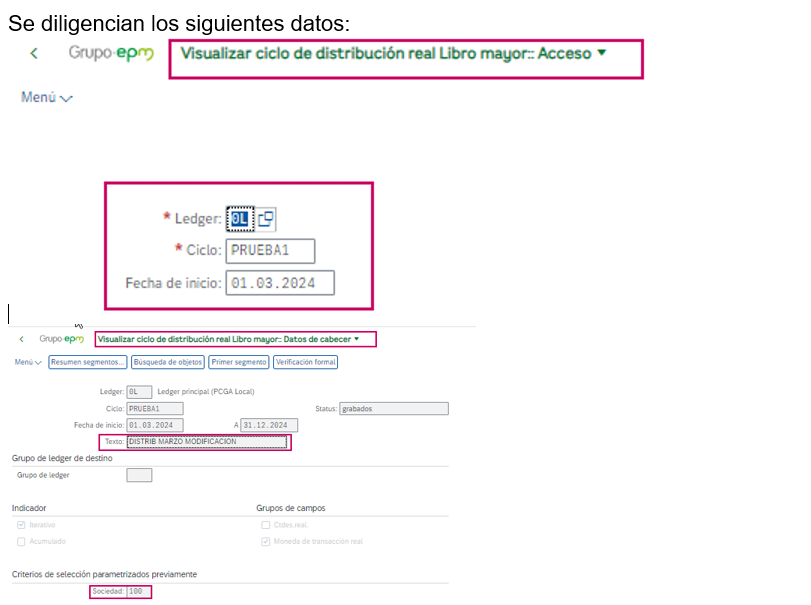 Se diligencian los siguientes datos:
Grupo·epm Visualizar ciclo de distribución real Libro mayor:: Acceso
Menú
* Ledger: 0L
* Ciclo: PRUEBA1
Fecha de inicio: 01.03.2024
Grupo·epm Visualizar ciclo de distribución real Libro mayor:: Datos de cabecer
Menú Resumen segmentos... Búsqueda de objetos Primer segmento Verificación formal
Ledger: 0L Ledger principal (PCGA Local)
Ciclo: PRUEBA1 Status: grabados
Fecha de inicio: 01.03.2024 A 31.12.2024
Texto: DISTRIB MARZO MODIFICACION
Grupo de ledger de destino
Grupo de ledger
Indicador Grupos de campos
Iterativo Ctdes.real.
Acumulado Moneda de transacción real
Criterios de selección parametrizados previamente
Sociedad: 100